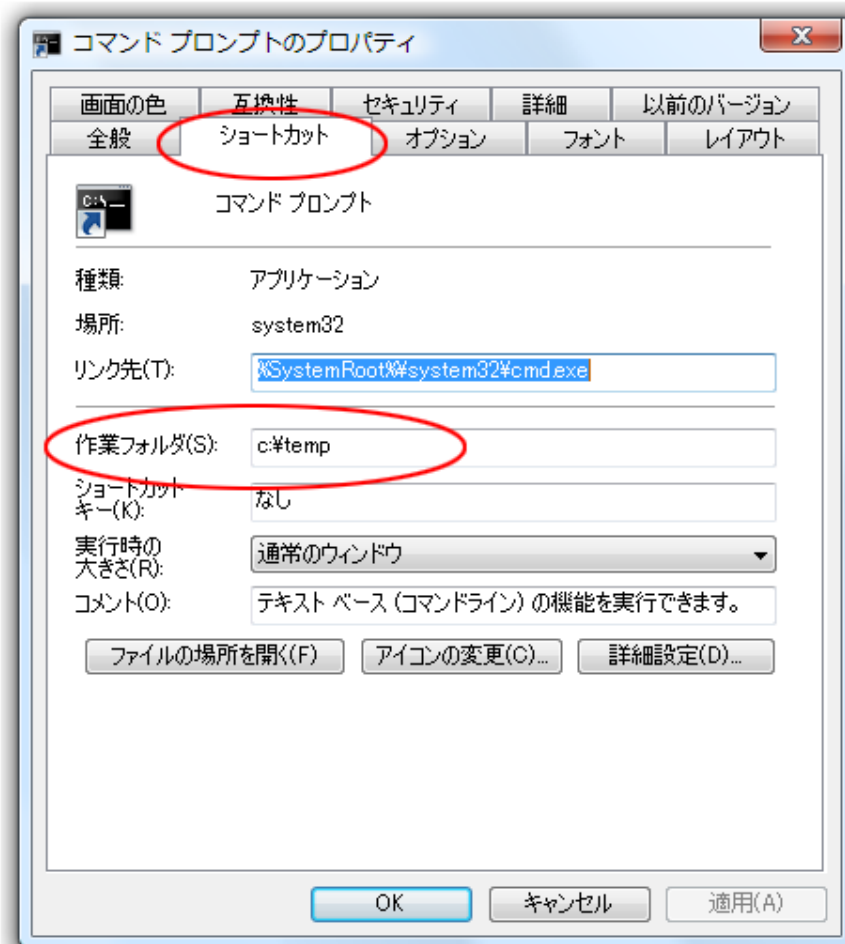 コマンド プロンプトのプロパティ
画面の色 互換性 セキュリティ 詳細 以前のバージョン
全般 ショートカット オプション フォント レイアウト
C:\
コマンド プロンプト
種類: アプリケーション
場所: system32
リンク先(T): %SystemRoot%¥system32¥cmd.exe
作業フォルダ(S): c:¥temp
ショートカット
キー(K): なし
実行時の
大きさ(R): 通常のウィンドウ
コメント(O): テキスト ベース (コマンドライン) の機能を実行できます。
ファイルの場所を開く(F) アイコンの変更(C)... 詳細設定(D)...
OK キャンセル 適用(A)